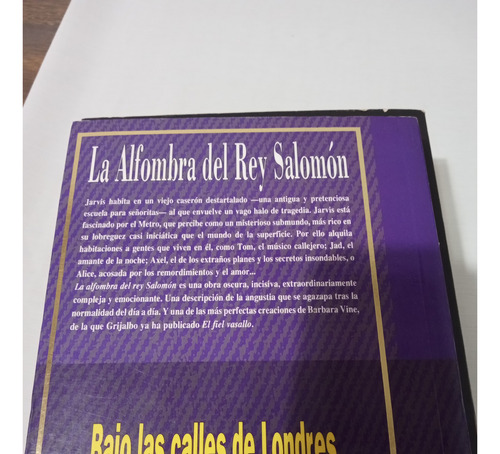 La Alfombra del Rey Salomón
Jarvis habita en un viejo caserón destartalado —una antigua y pretenciosa
escuela para señoritas— al que envuelve un vago halo de tragedia. Jarvis está
fascinado por el Metro, que percibe como un misterioso submundo, más rico en
su lobreguez casi iniciática que el mundo de la superficie. Por ello alquila
habitaciones a gentes que viven en él, como Tom, el músico callejero; Jad, el
amante de la noche; Axel, el de los extraños planes y los secretos insondables, o
Alice, acosada por los remordimientos y el amor...
La alfombra del rey Salomón es una obra oscura, incisiva, extraordinariamente
compleja y emocionante. Una descripción de la angustia que se agazapa tras la
normalidad del día a día. Y una de las más perfectas creaciones de Barbara Vine,
de la que Grijalbo ya ha publicado El fiel vasallo.
Bajo las calles de Londres